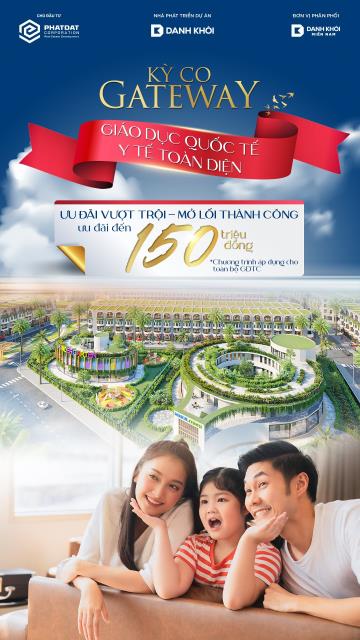 CHỦ ĐẦU TƯ
PHATDAT
CORPORATION
NHÀ PHÁT TRIỂN DỰ ÁN
DANH KHÔI
ĐƠN VỊ PHÂN PHỐI
DANH KHÔI
MIỀN NAM
KỲ CO
GATEWAY
GIÁO DỤC QUỐC TẾ
Y TẾ TOÀN DIỆN
ƯU ĐÃI VƯỢT TRỘI – MỞ LỐI THÀNH CÔNG
ưu đãi đến
150 triệu
đồng
*Chương trình áp dụng cho
toàn bộ GĐTC